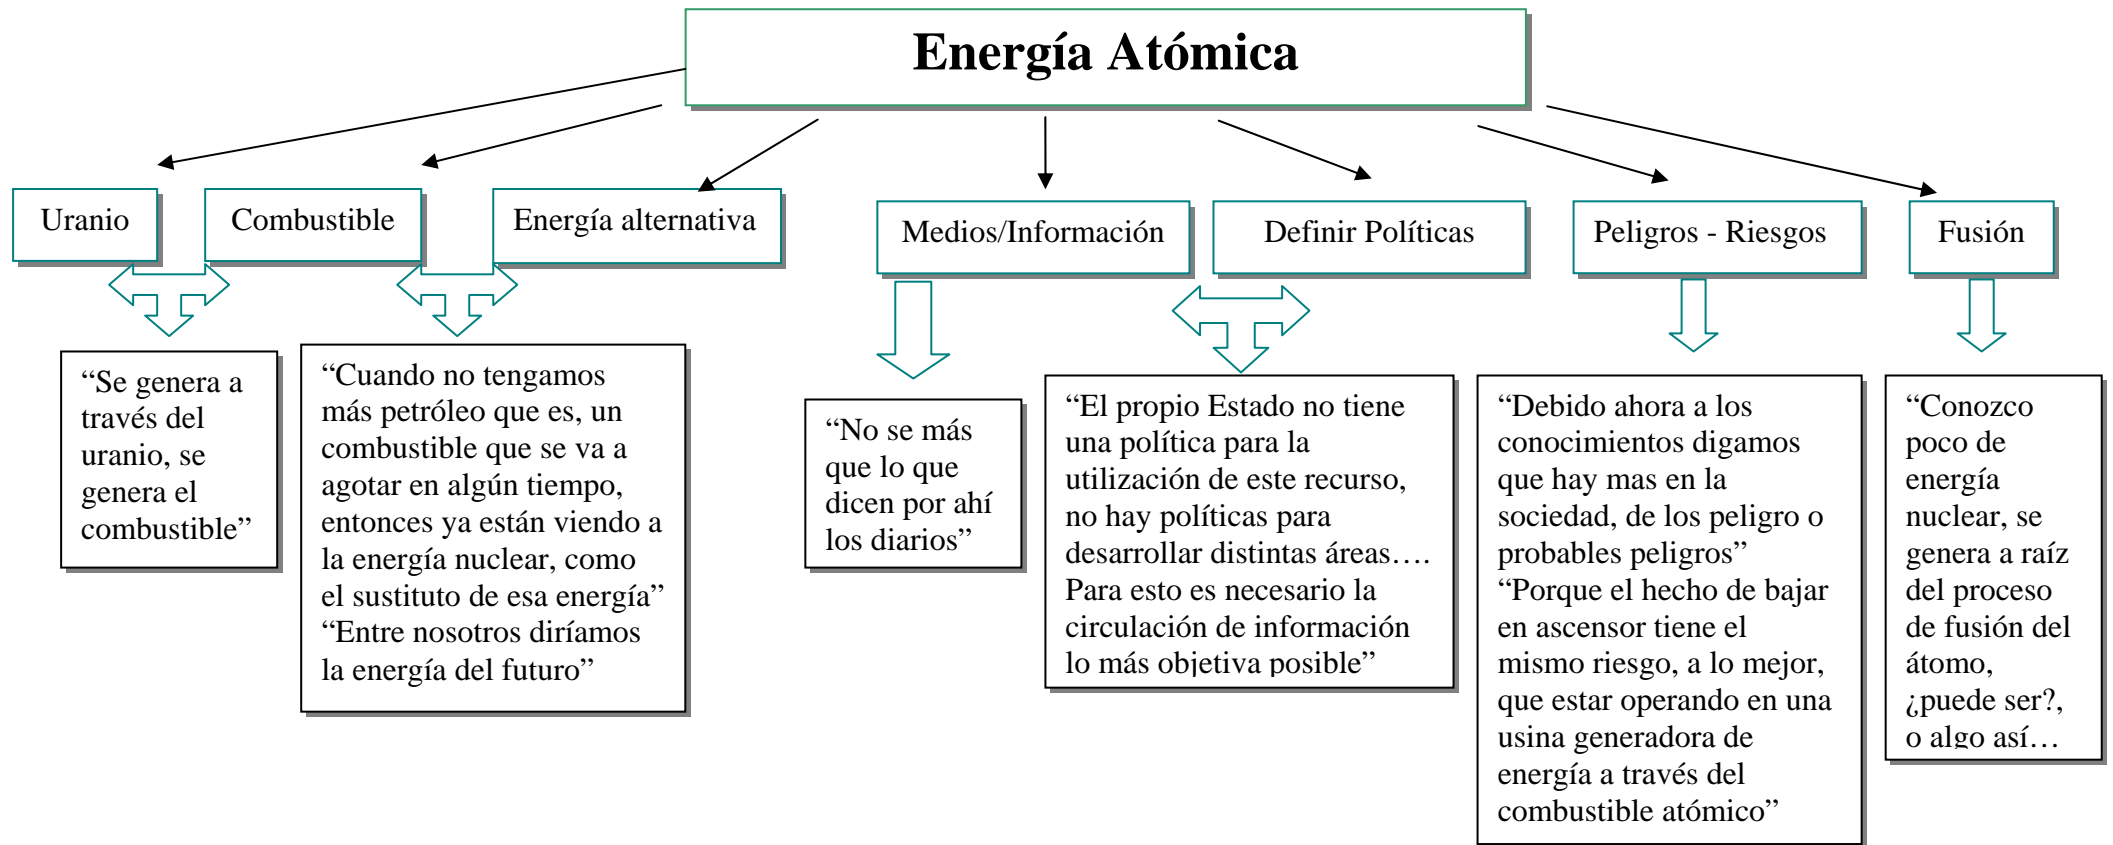 Energía Atómica
Uranio
Combustible
Energía alternativa
Medios/Información
Definir Políticas
Peligros - Riesgos
Fusión
“Se genera a
través del
uranio, se
genera el
combustible”
“Cuando no tengamos
más petróleo que es, un
combustible que se va a
agotar en algún tiempo,
entonces ya están viendo a
la energía nuclear, como
el sustituto de esa energía”
“Entre nosotros diríamos
la energía del futuro”
“No se más
que lo que
dicen por ahí
los diarios”
“El propio Estado no tiene
una política para la
utilización de este recurso,
no hay políticas para
desarrollar distintas áreas….
Para esto es necesario la
circulación de información
lo más objetiva posible”
“Debido ahora a los
conocimientos digamos
que hay mas en la
sociedad, de los peligro o
probables peligros”
“Porque el hecho de bajar
en ascensor tiene el
mismo riesgo, a lo mejor,
que estar operando en una
usina generadora de
energía a través del
combustible atómico”
“Conozco
poco de
energía
nuclear, se
genera a raíz
del proceso
de fusión del
átomo,
¿puede ser?,
o algo así…